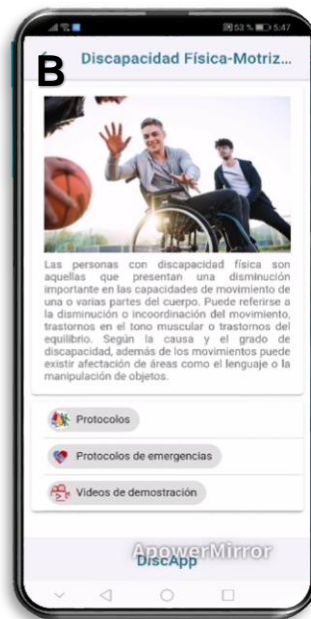 53 % 5:47
B Discapacidad Física-Motriz...
Las personas con discapacidad física son
aquellas que presentan una disminución
importante en las capacidades de movimiento de
una o varias partes del cuerpo. Puede referirse a
la disminución o incoordinación del movimiento,
trastornos en el tono muscular o trastornos del
equilibrio. Según la causa y el grado de
discapacidad, además de los movimientos puede
existir afectación de áreas como el lenguaje o la
manipulación de objetos.
Protocolos
Protocolos de emergencias
Videos de demostración
ApowerMirror
DiscApp